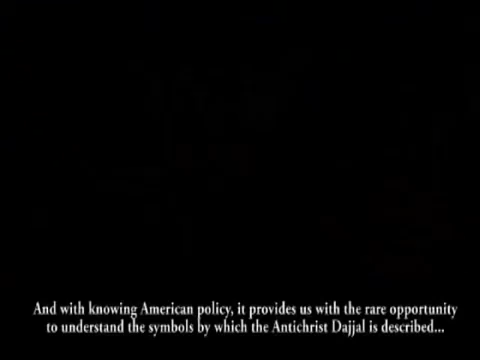 And with knowing American policy, it provides us with the rare opportunity
to understand the symbols by which the Antichrist Dajjal is described...